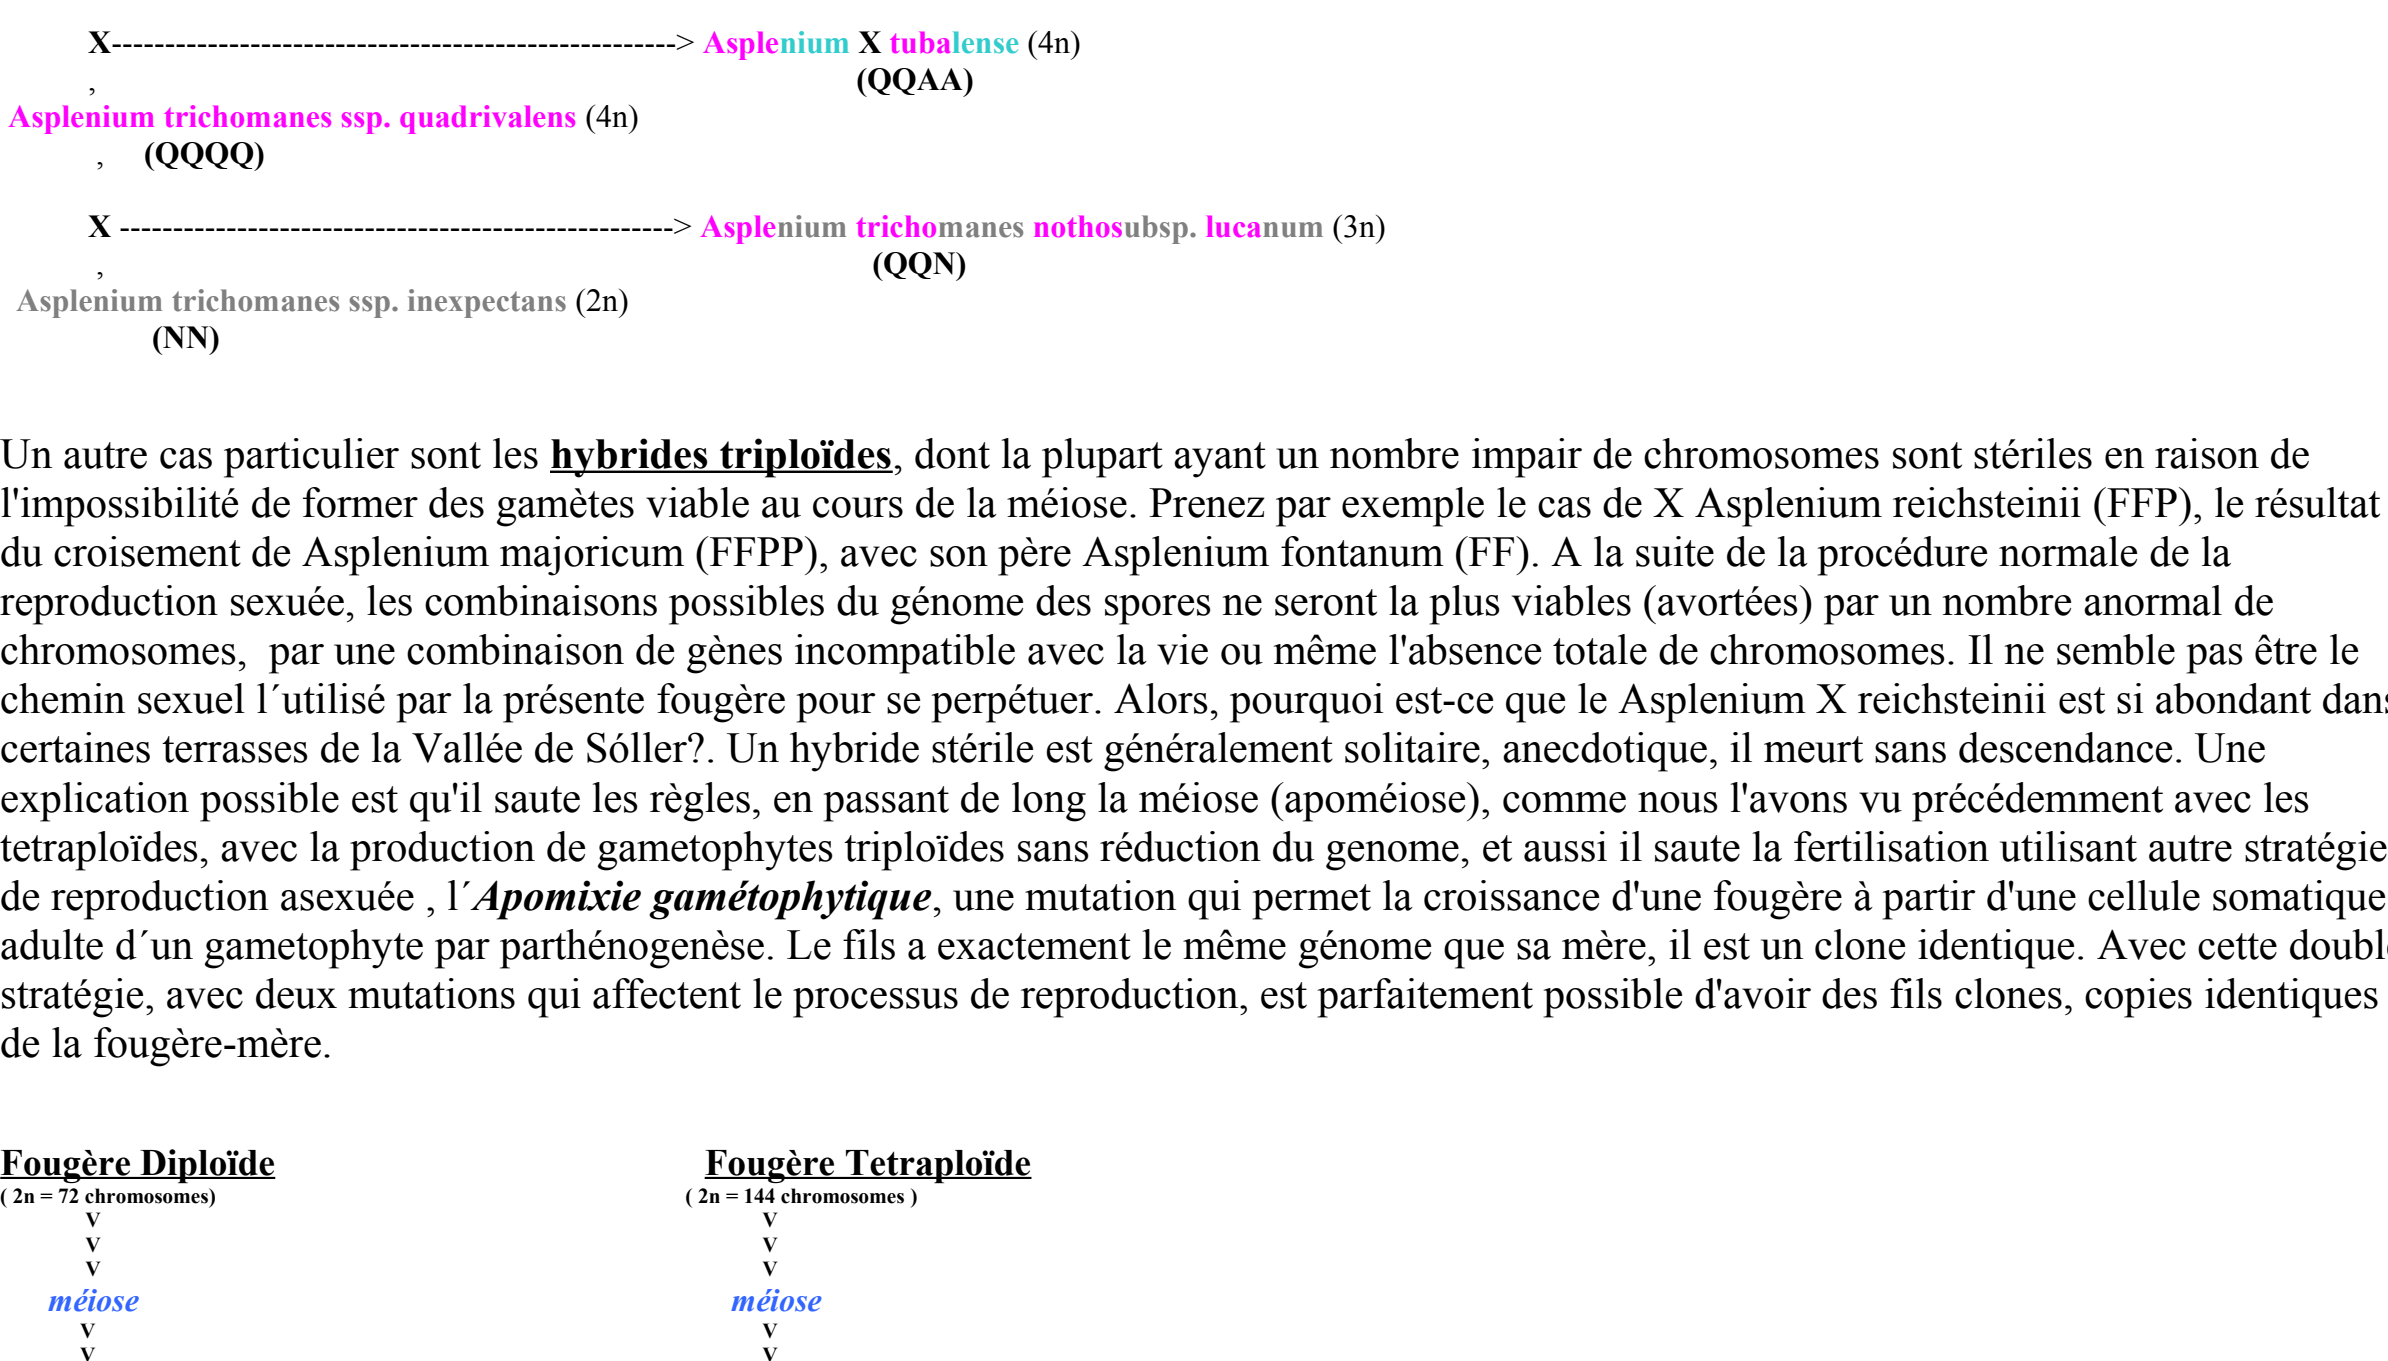 X-----------------------------------------------------> Asplenium X tubalense (4n)
, (QQAA)
Asplenium trichomanes ssp. quadrivalens (4n)
, (QQQQ)
X ----------------------------------------------------> Asplenium trichomanes nothosubsp. lucanum (3n)
, (QQN)
Asplenium trichomanes ssp. inexpectans (2n)
(NN)
Un autre cas particulier sont les hybrides triploïdes, dont la plupart ayant un nombre impair de chromosomes sont stériles en raison de
l'impossibilité de former des gamètes viable au cours de la méiose. Prenez par exemple le cas de X Asplenium reichsteinii (FFP), le résultat
du croisement de Asplenium majoricum (FFPP), avec son père Asplenium fontanum (FF). A la suite de la procédure normale de la
reproduction sexuée, les combinaisons possibles du génome des spores ne seront la plus viables (avortées) par un nombre anormal de
chromosomes,  par une combinaison de gènes incompatible avec la vie ou même l'absence totale de chromosomes. Il ne semble pas être le
chemin sexuel l´utilisé par la présente fougère pour se perpétuer. Alors, pourquoi est-ce que le Asplenium X reichsteinii est si abondant dans
certaines terrasses de la Vallée de Sóller?. Un hybride stérile est généralement solitaire, anecdotique, il meurt sans descendance. Une
explication possible est qu'il saute les règles, en passant de long la méiose (apoméiose), comme nous l'avons vu précédemment avec les
tetraploïdes, avec la production de gametophytes triploïdes sans réduction du genome, et aussi il saute la fertilisation utilisant autre stratégie
de reproduction asexuée , l´Apomixie gamétophytique, une mutation qui permet la croissance d'une fougère à partir d'une cellule somatique
adulte d´un gametophyte par parthénogenèse. Le fils a exactement le même génome que sa mère, il est un clone identique. Avec cette double
stratégie, avec deux mutations qui affectent le processus de reproduction, est parfaitement possible d'avoir des fils clones, copies identiques
de la fougère-mère.
Fougère Diploïde Fougère Tetraploïde
( 2n = 72 chromosomes) ( 2n = 144 chromosomes )
V V
V V
V V
méiose méiose
V V
V V